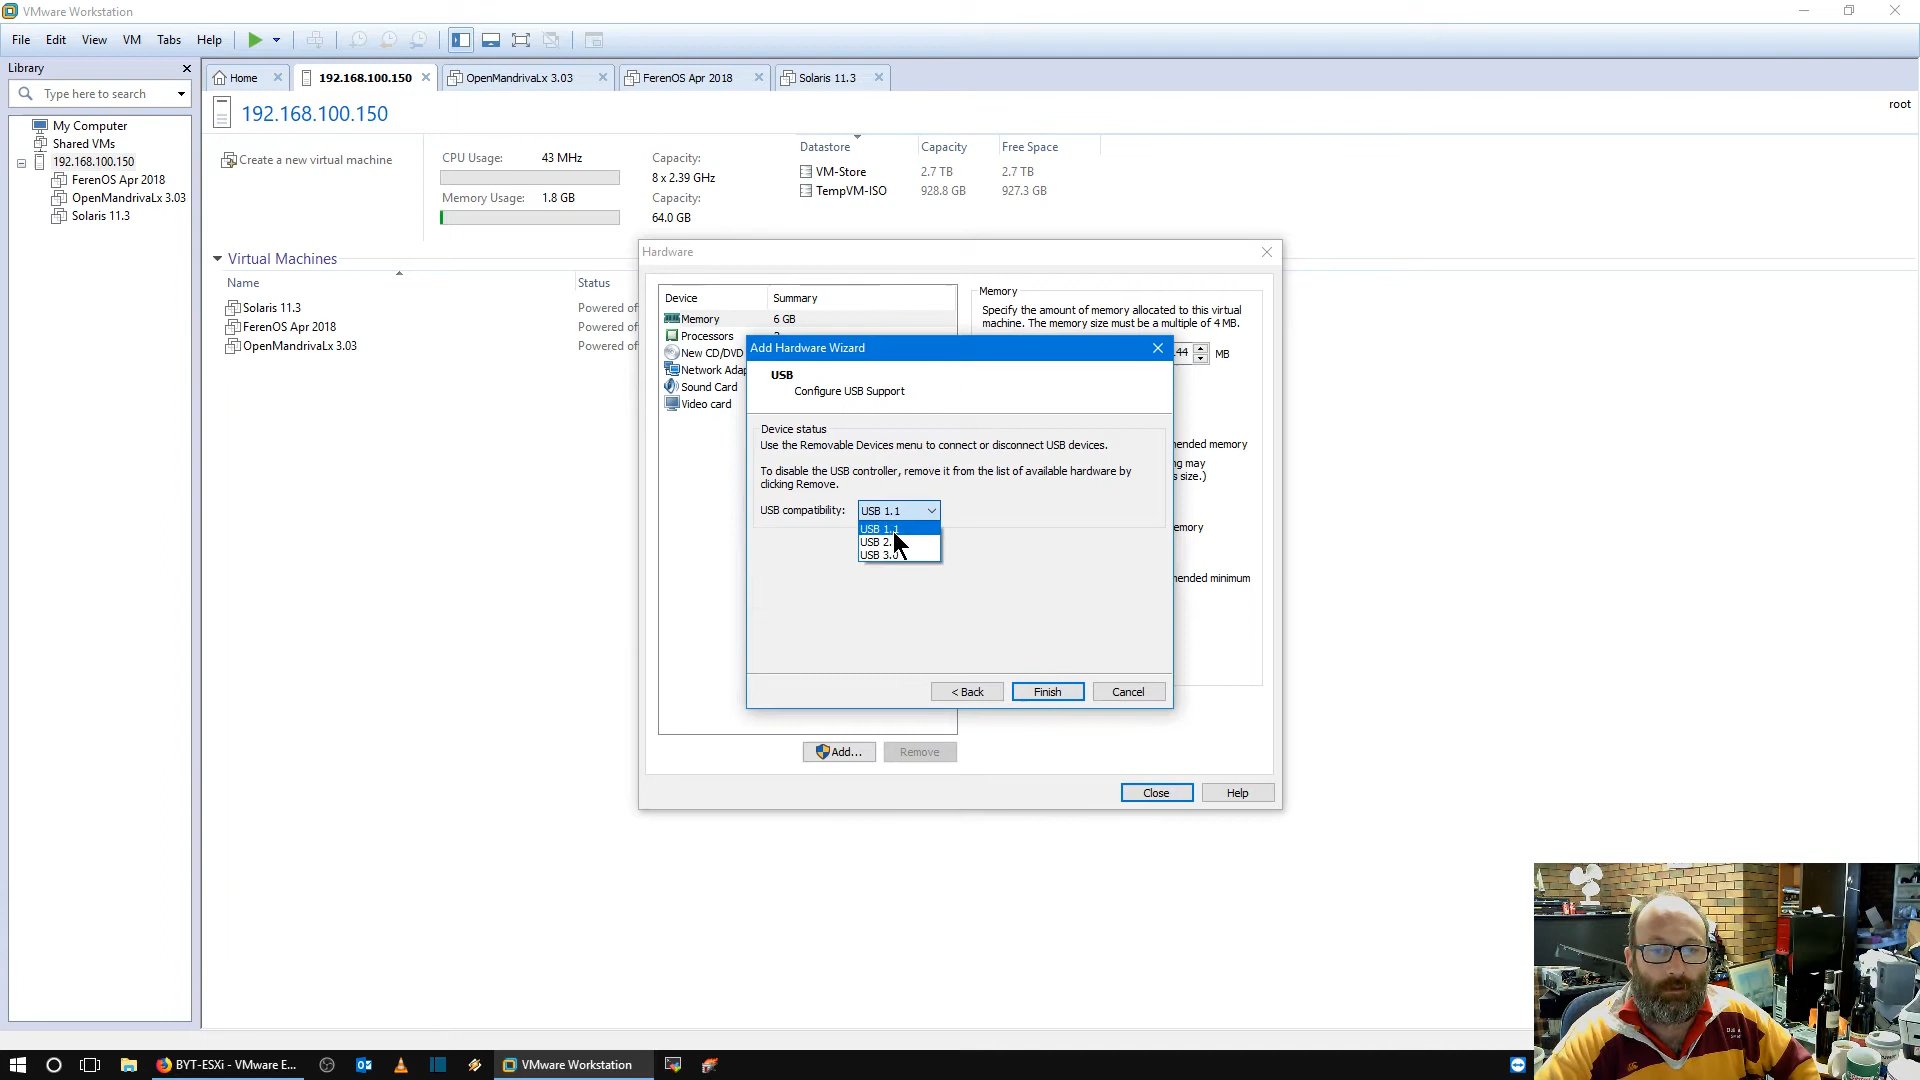 VMware Workstation
File Edit View VM Tabs Help
Library
Type here to search
My Computer
Shared VMs
192.168.100.150
FerenOS Apr 2018
OpenMandrivaLx 3.03
Solaris 11.3
Home
192.168.100.150
OpenMandrivaLx 3.03
FerenOS Apr 2018
Solaris 11.3
192.168.100.150
root
Create a new virtual machine
CPU Usage: 43 MHz
Memory Usage: 1.8 GB
Capacity:
8 x 2.39 GHz
Capacity:
64.0 GB
Datastore Capacity Free Space
VM-Store 2.7 TB 2.7 TB
TempVM-ISO 928.8 GB 927.3 GB
Virtual Machines
Name Status
Solaris 11.3 Powered of
FerenOS Apr 2018 Powered of
OpenMandrivaLx 3.03 Powered of
Hardware
Device Summary
Memory 6 GB
Processors
New CD/DVD
Network Adap
Sound Card
Video card
Memory
Specify the amount of memory allocated to this virtual
machine. The memory size must be a multiple of 4 MB.
44 MB
ended memory
ng may
s size.)
emory
ended minimum
Add Hardware Wizard
USB
Configure USB Support
Device status
Use the Removable Devices menu to connect or disconnect USB devices.
To disable the USB controller, remove it from the list of available hardware by
clicking Remove.
USB compatibility: USB 1.1
USB 1.1
USB 2.
USB 3.0
< Back Finish Cancel
Add... Remove
Close Help
BYT-ESXi - VMware E...
VMware Workstation